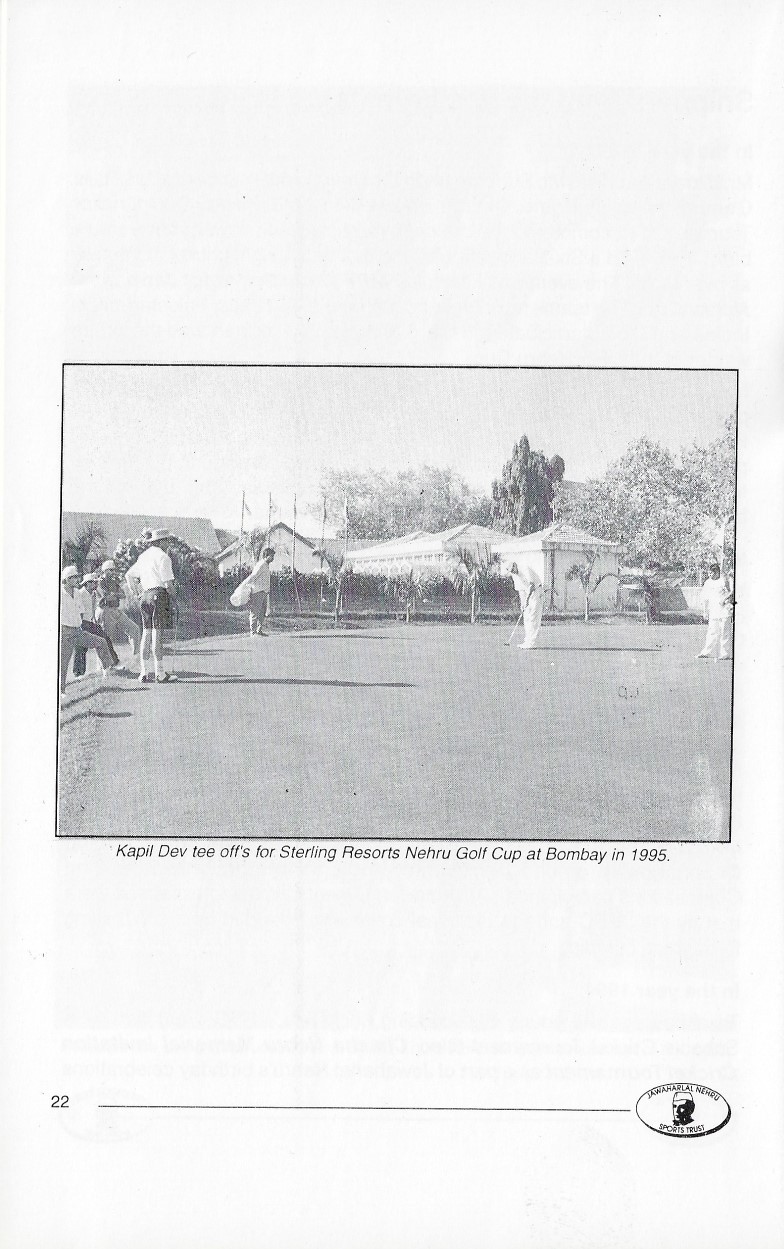 Kapil Dev tee off's for Sterling Resorts Nehru Golf Cup at Bombay in 1995.
22
JAWAHARLAL NEHRU
SPORTS TRUST